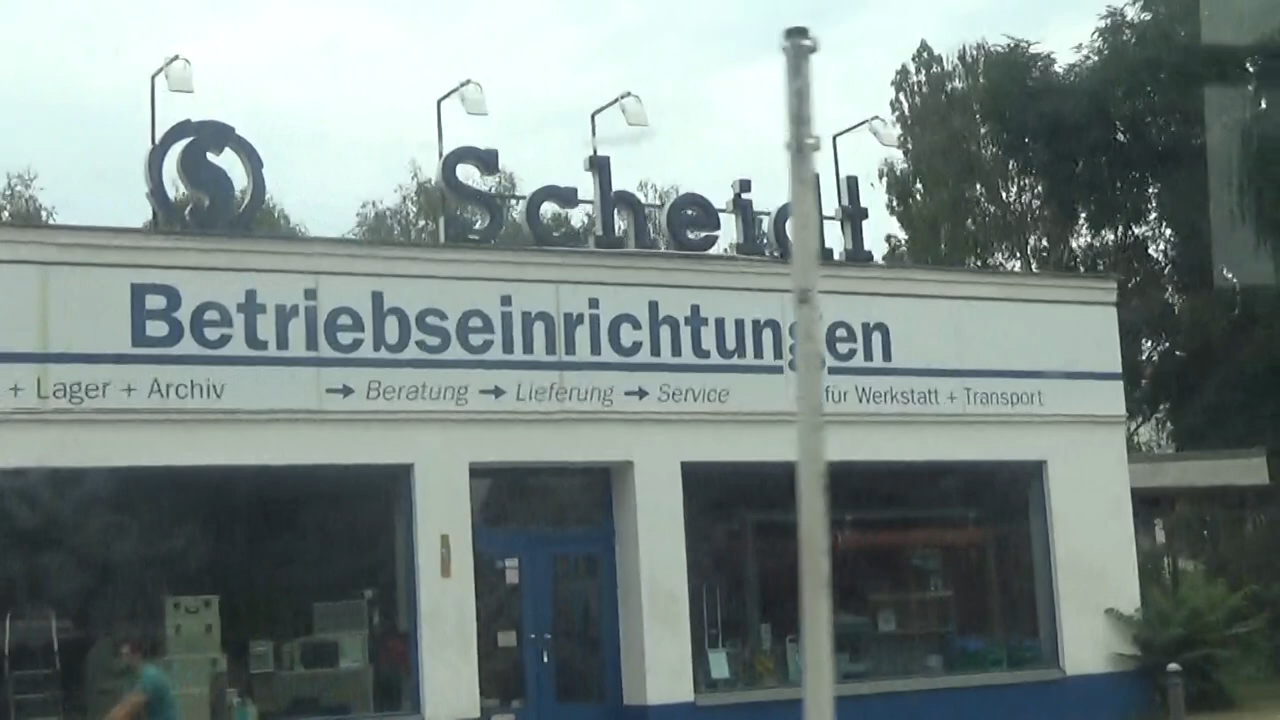 S Scheidt
Betriebseinrichtungen
+ Lager + Archiv → Beratung → Lieferung → Service für Werkstatt + Transport